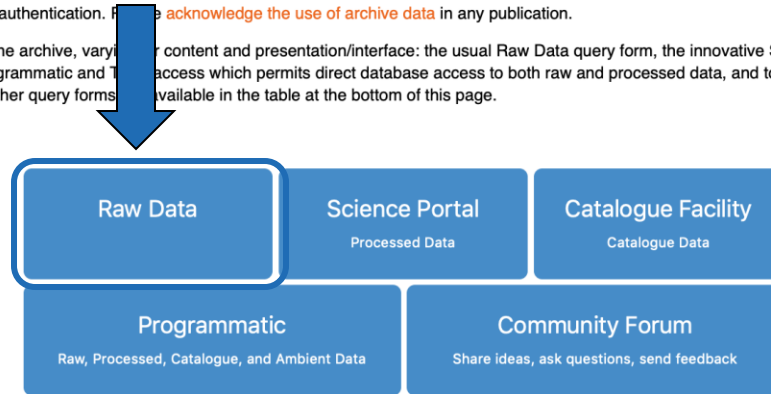 authentication. acknowledge the use of archive data in any publication.
he archive, content and presentation/interface: the usual Raw Data query form, the innovative
grammatic and access which permits direct database access to both raw and processed data, and
her query forms available in the table at the bottom of this page.
Raw Data
Science Portal
Catalogue Facility
Processed Data
Catalogue Data
Programmatic
Community Forum
Raw, Processed, Catalogue, and Ambient Data
Share ideas, ask questions, send feedback